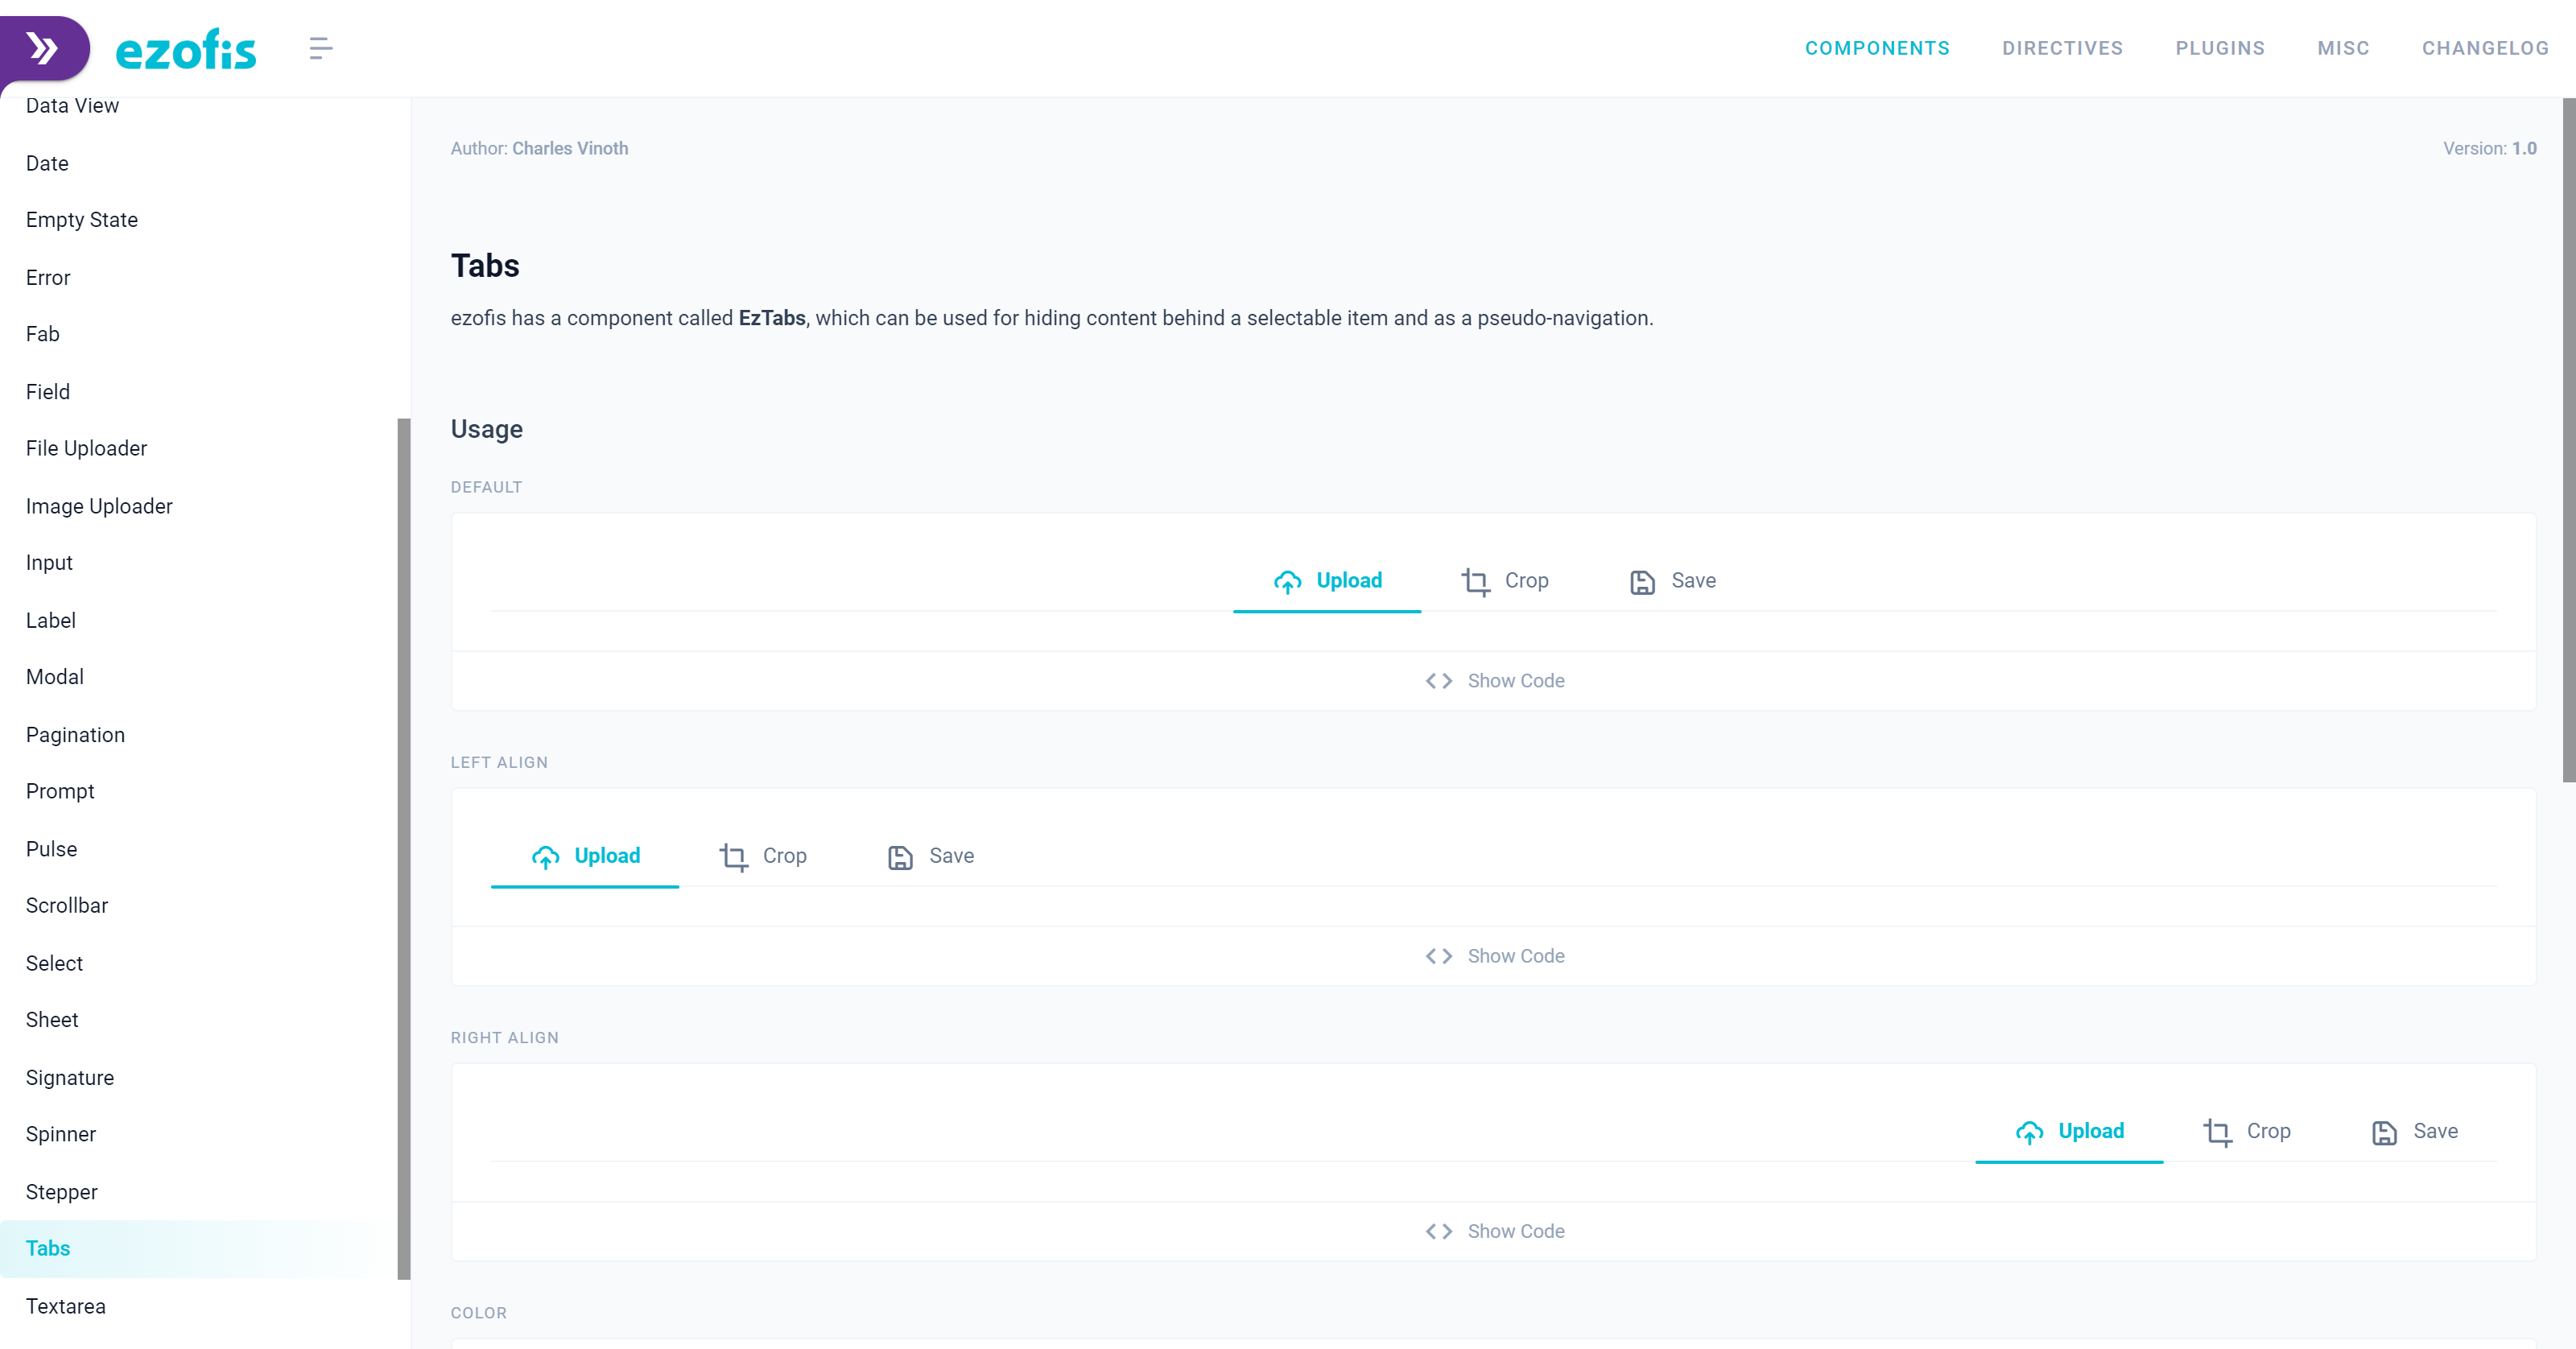 ezofis
COMPONENTS DIRECTIVES PLUGINS MISC CHANGELOG
Data View
Date
Empty State
Error
Fab
Field
File Uploader
Image Uploader
Input
Label
Modal
Pagination
Prompt
Pulse
Scrollbar
Select
Sheet
Signature
Spinner
Stepper
Tabs
Textarea
Author: Charles Vinoth
Version: 1.0
Tabs
ezofis has a component called EzTabs, which can be used for hiding content behind a selectable item and as a pseudo-navigation.
Usage
DEFAULT
Upload Crop Save
Show Code
LEFT ALIGN
Upload Crop Save
Show Code
RIGHT ALIGN
Upload Crop Save
Show Code
COLOR